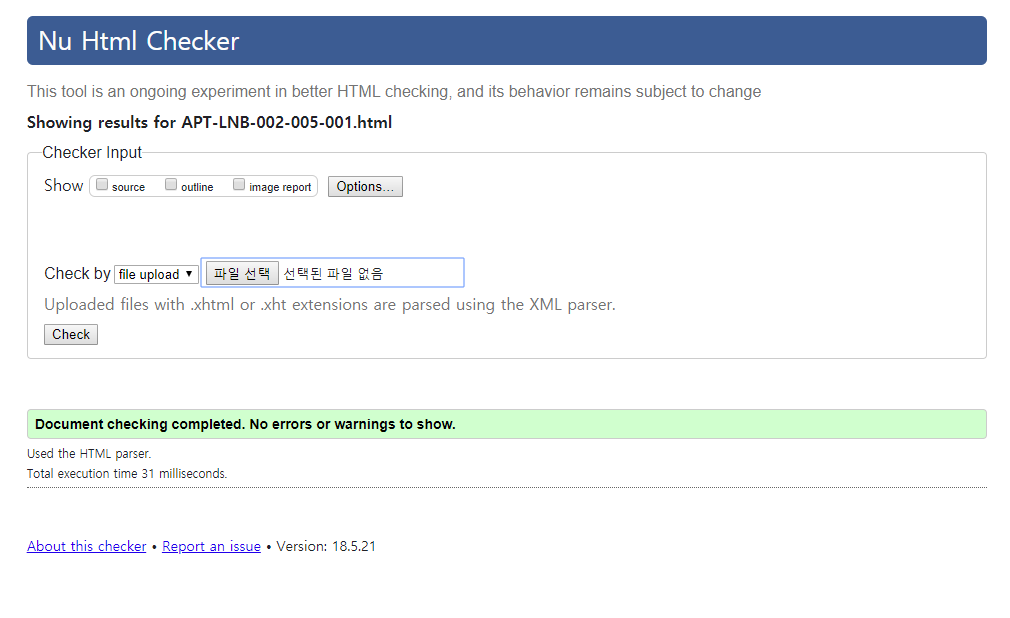 Nu Html Checker
This tool is an ongoing experiment in better HTML checking, and its behavior remains subject to change
Showing results for APT-LNB-002-005-001.html
Checker Input
Show source outline image report Options...
Check by file upload 파일 선택 선택된 파일 없음
Uploaded files with .xhtml or .xht extensions are parsed using the XML parser.
Check
Document checking completed. No errors or warnings to show.
Used the HTML parser.
Total execution time 31 milliseconds.
About this checker • Report an issue • Version: 18.5.21